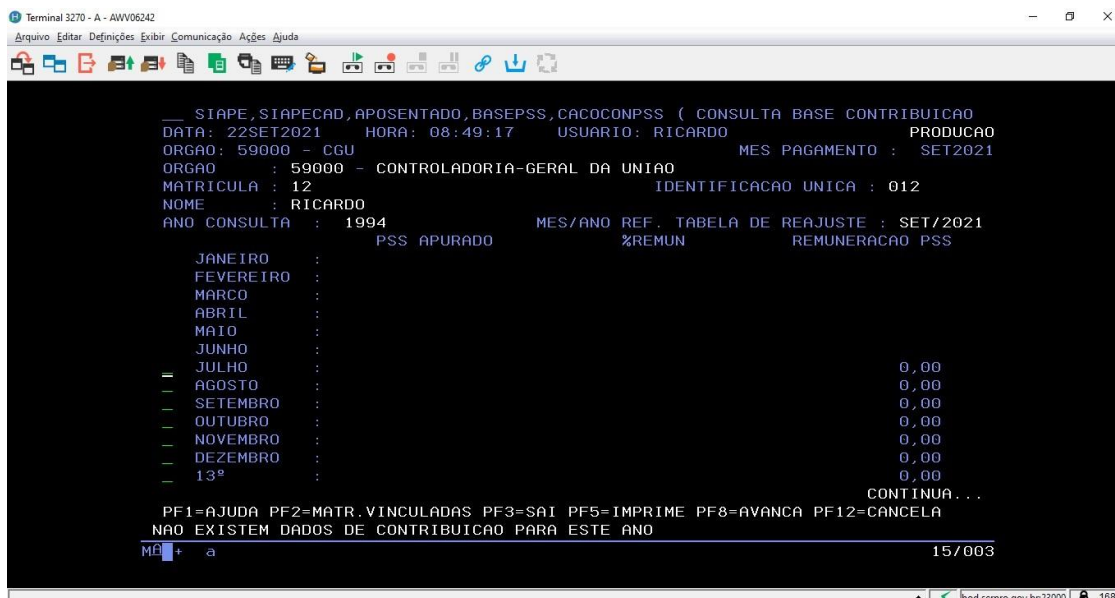 Terminal 3270 - A - AWV06242
Arquivo Editar Definições Exibir Comunicação Ações Ajuda
__ SIAPE,SIAPECAD,APOSENTADO,BASEPSS,CACOCONPSS ( CONSULTA BASE CONTRIBUICAO
DATA: 22SET2021 HORA: 08:49:17 USUARIO: RICARDO PRODUCAO
ORGAO: 59000 - CGU MES PAGAMENTO : SET2021
ORGAO : 59000 - CONTROLADORIA-GERAL DA UNIAO
MATRICULA : 12 IDENTIFICACAO UNICA : 012
NOME : RICARDO
ANO CONSULTA : 1994 MES/ANO REF. TABELA DE REAJUSTE : SET/2021
PSS APURADO %REMUN REMUNERACAO PSS
JANEIRO :
FEVEREIRO :
MARCO :
ABRIL :
MAIO :
JUNHO :
_ JULHO : 0,00
_ AGOSTO : 0,00
_ SETEMBRO : 0,00
_ OUTUBRO : 0,00
_ NOVEMBRO : 0,00
_ DEZEMBRO : 0,00
_ 13º : 0,00
CONTINUA...
PF1=AJUDA PF2=MATR.VINCULADAS PF3=SAI PF5=IMPRIME PF8=AVANCA PF12=CANCELA
NAO EXISTEM DADOS DE CONTRIBUICAO PARA ESTE ANO
MA + a 15/003